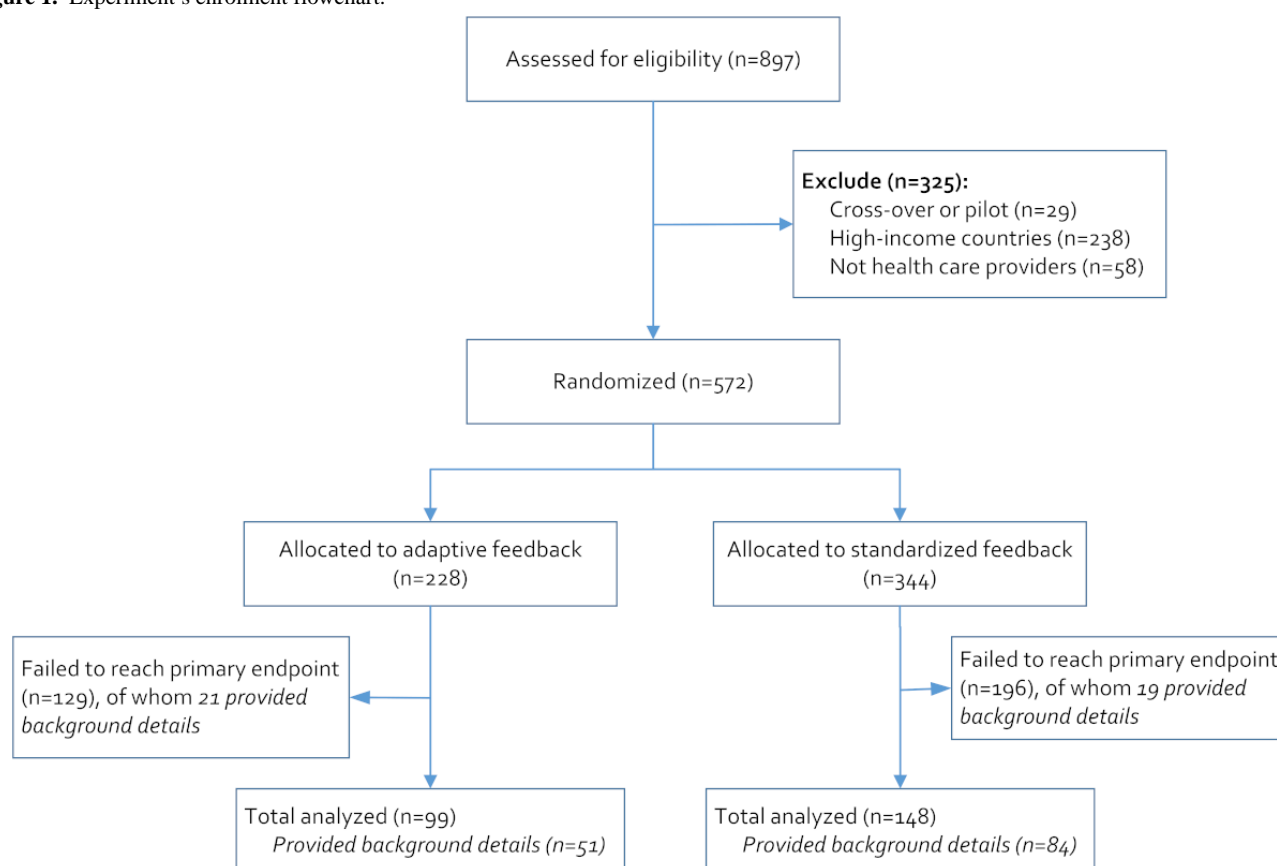 Experiment's enrolment flowchart.
Assessed for eligibility (n=897)
Exclude (n=325):
Cross-over or pilot (n=29)
High-income countries (n=238)
Not health care providers (n=58)
Randomized (n=572)
Allocated to adaptive feedback
(n=228)
Allocated to standardized feedback
(n=344)
Failed to reach primary endpoint
(n=129), of whom 21 provided
background details
Failed to reach primary endpoint
(n=196), of whom 19 provided
background details
Total analyzed (n=99)
Provided background details (n=51)
Total analyzed (n=148)
Provided background details (n=84)